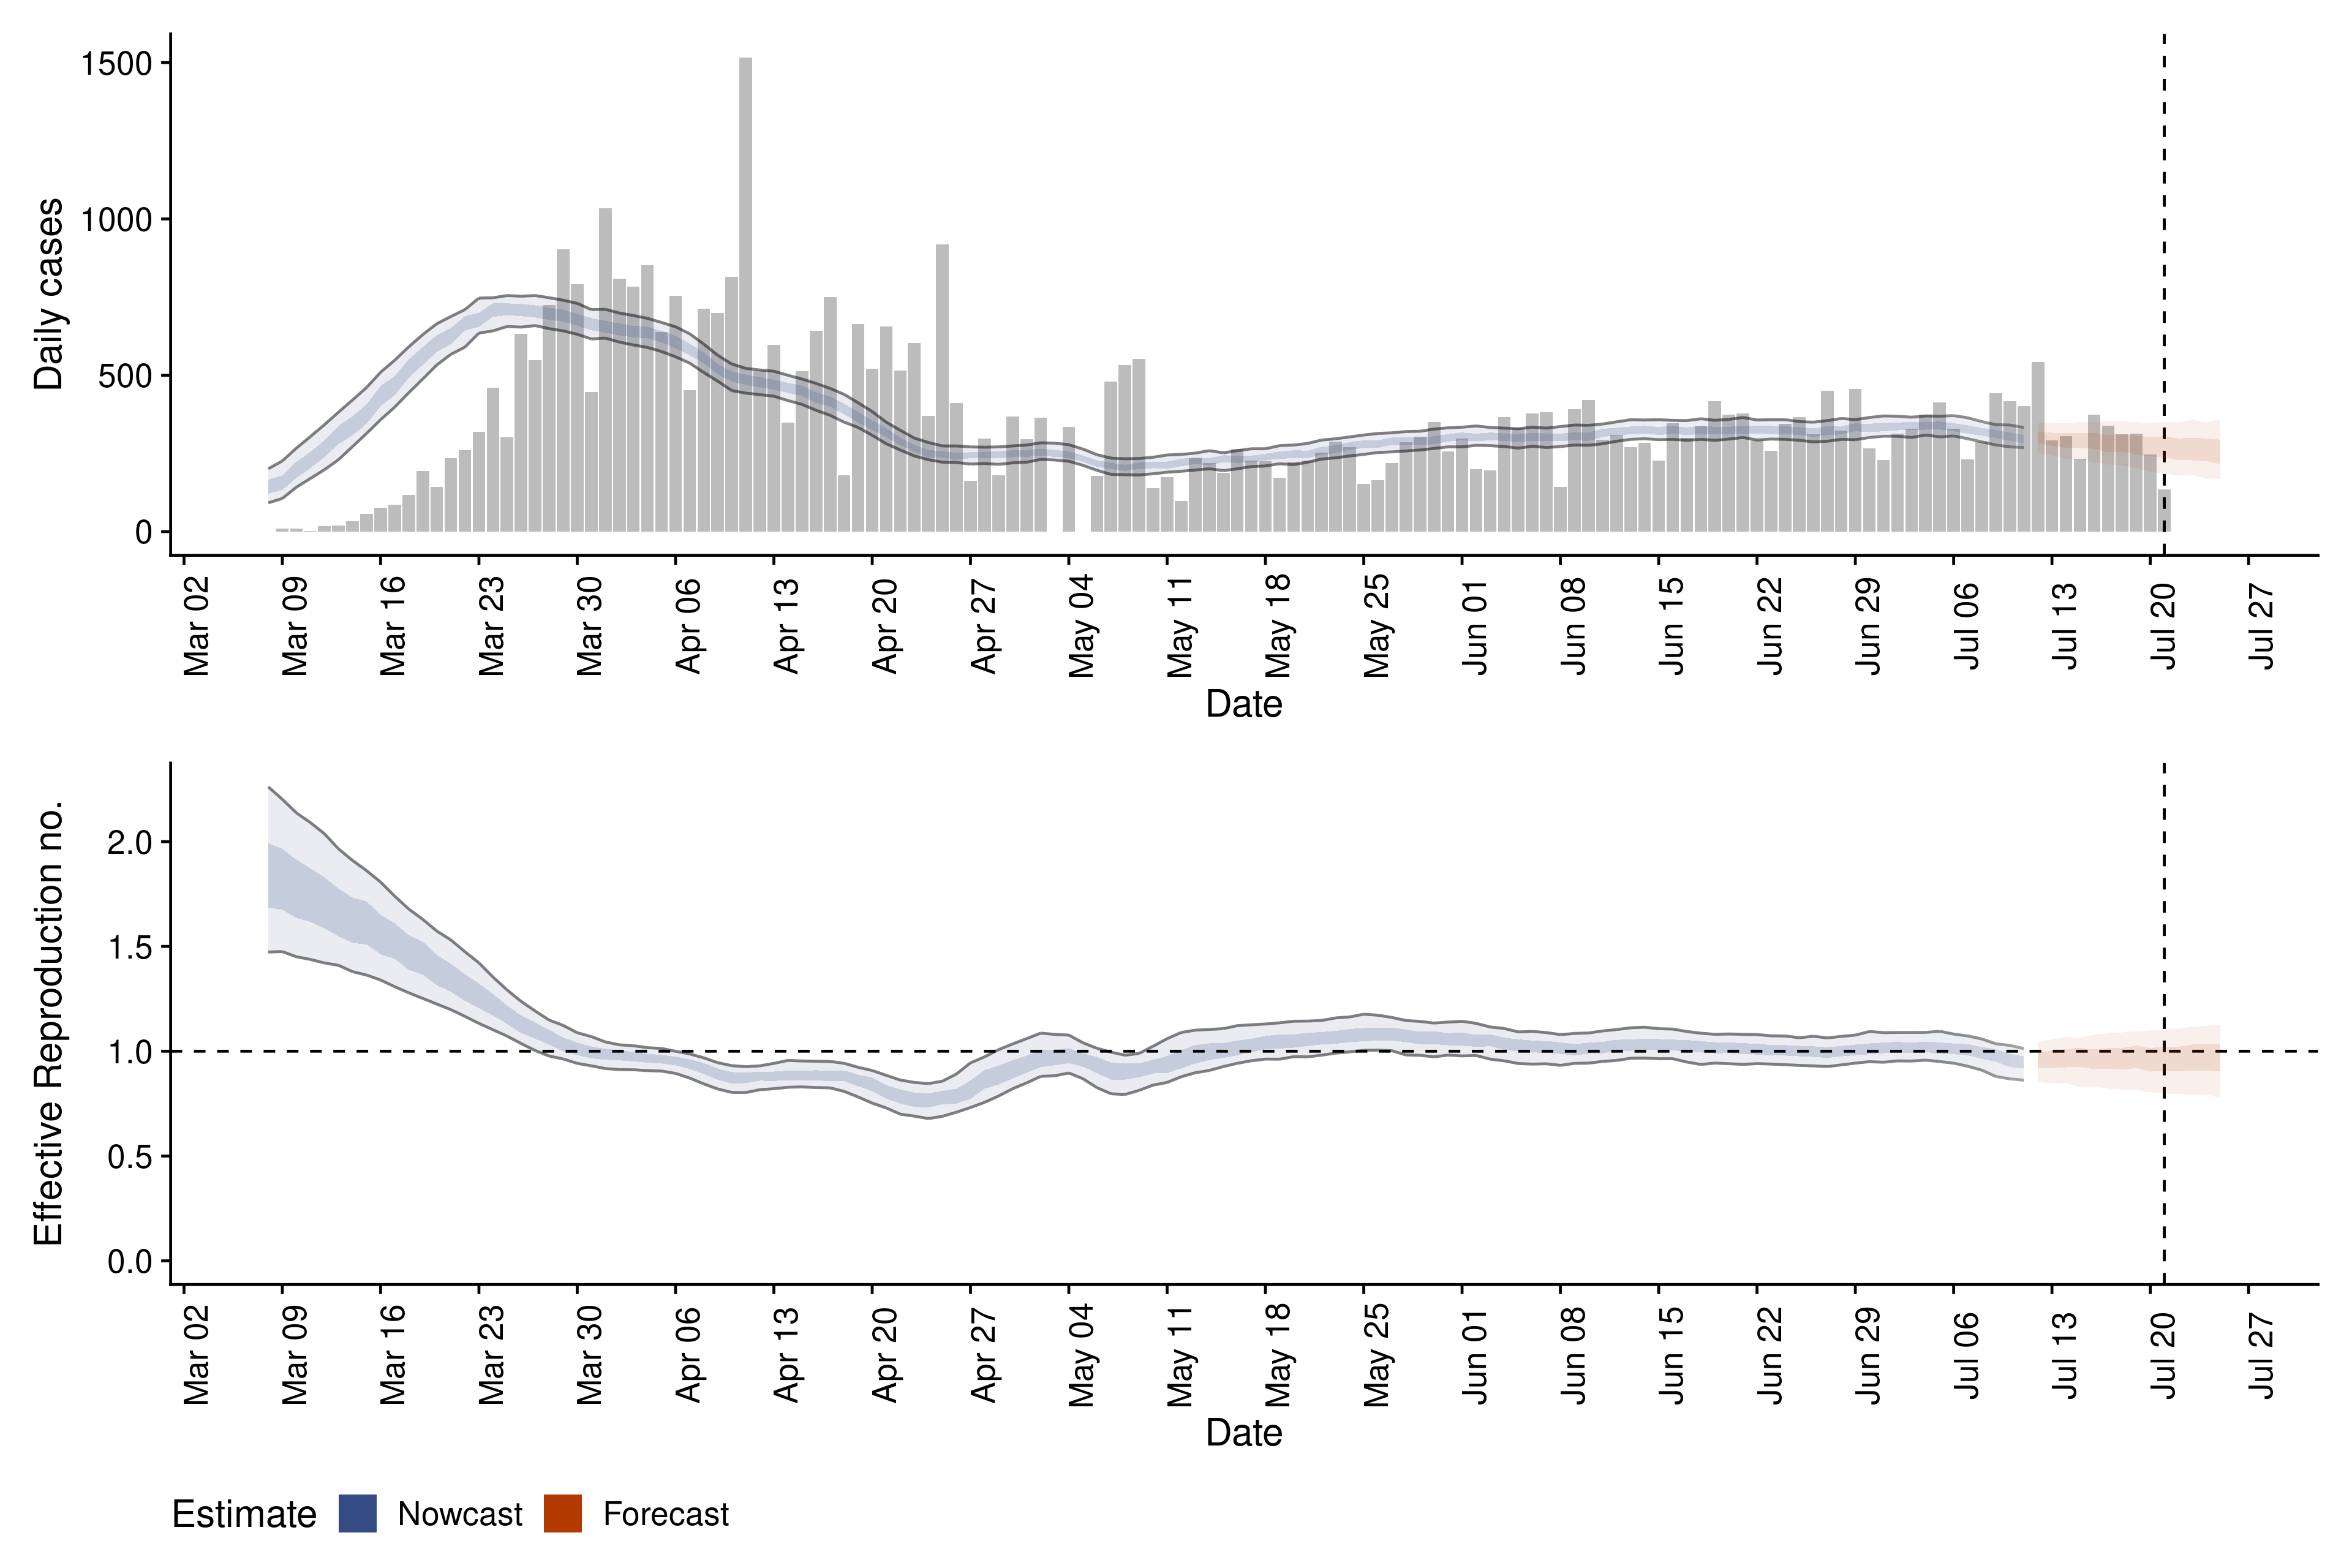 Daily cases
1500
1000
500
0
Mar 02
Mar 09
Mar 16
Mar 23
Mar 30
Apr 06
Apr 13
Apr 20
Apr 27
May 04
May 11
May 18
May 25
Jun 01
Jun 08
Jun 15
Jun 22
Jun 29
Jul 06
Jul 13
Jul 20
Jul 27
Date
Effective Reproduction no.
2.0
1.5
1.0
0.5
0.0
Mar 02
Mar 09
Mar 16
Mar 23
Mar 30
Apr 06
Apr 13
Apr 20
Apr 27
May 04
May 11
May 18
May 25
Jun 01
Jun 08
Jun 15
Jun 22
Jun 29
Jul 06
Jul 13
Jul 20
Jul 27
Date
Estimate Nowcast Forecast